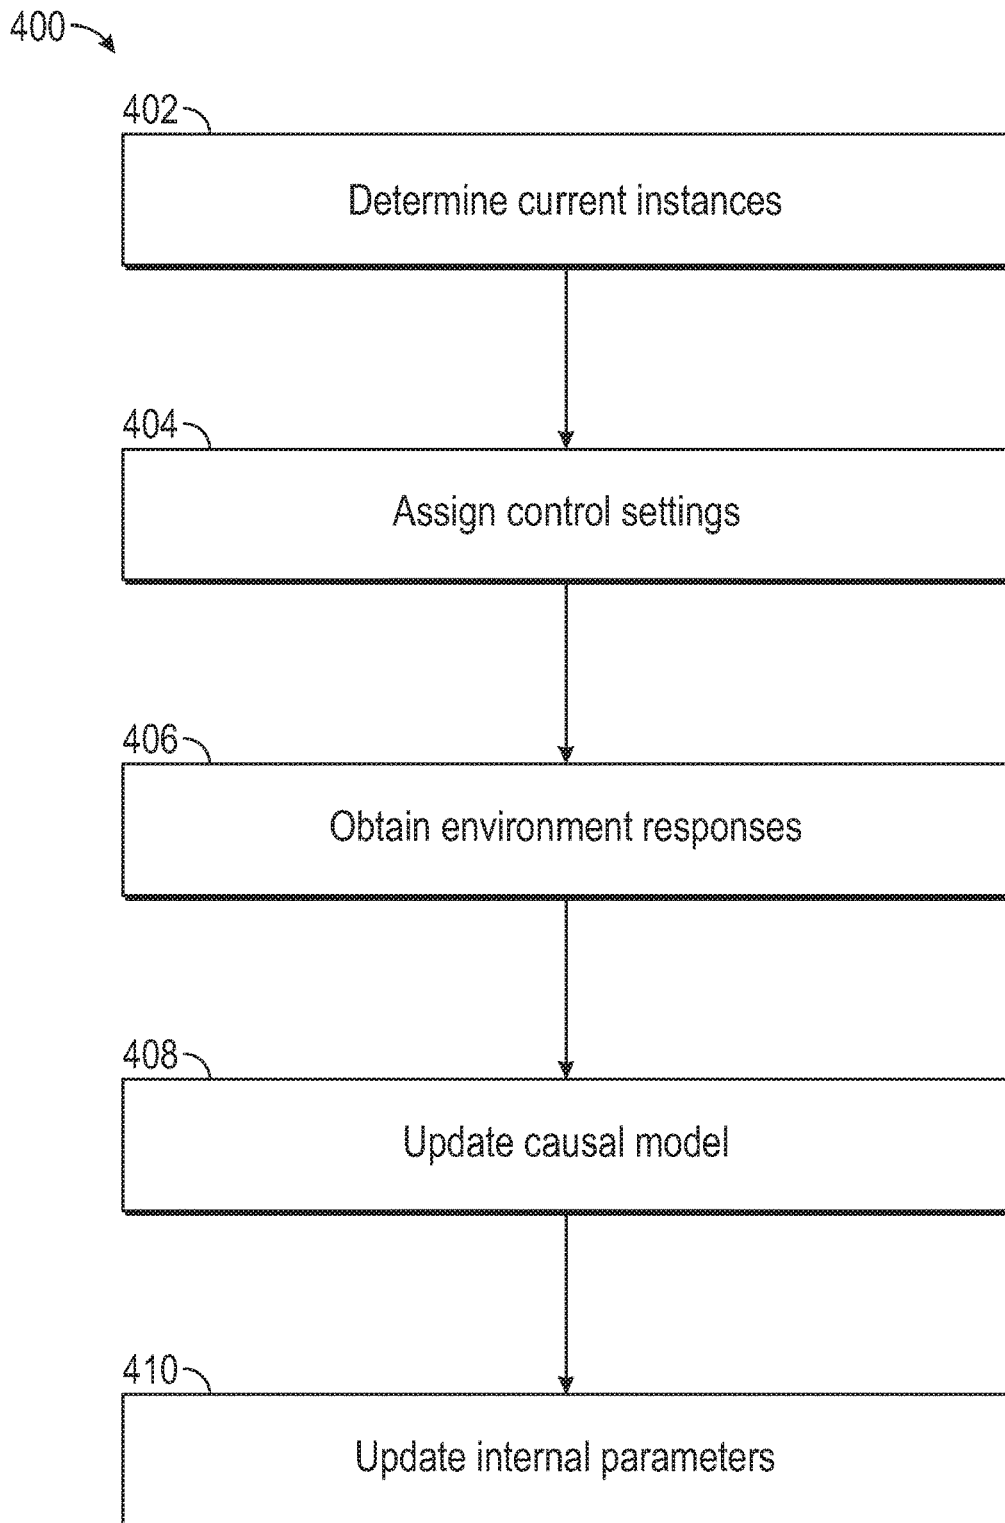 400
402
Determine current instances
404
Assign control settings
406
Obtain environment responses
408
Update causal model
410
Update internal parameters